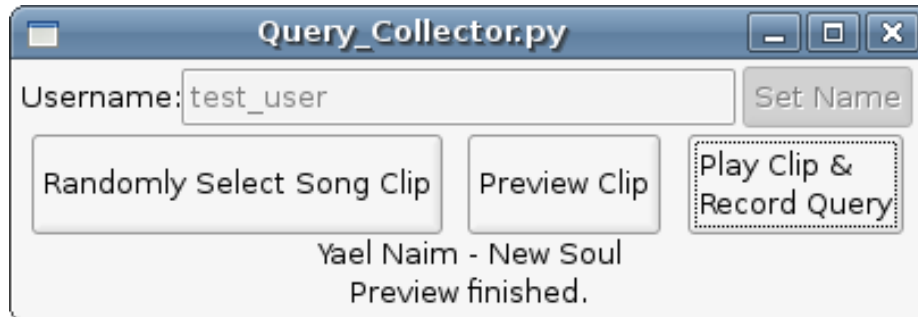 Query_Collector.py
Username: test_user Set Name
Randomly Select Song Clip Preview Clip Play Clip &
Record Query
Yael Naim - New Soul
Preview finished.